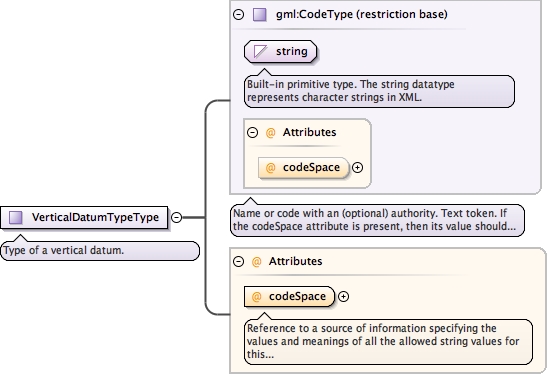 gml:CodeType (restriction base)
string
Built-in primitive type. The string datatype
represents character strings in XML.
@ Attributes
@ codeSpace
VerticalDatumTypeType
Type of a vertical datum.
Name or code with an (optional) authority. Text token. If
the codeSpace attribute is present, then its value should...
@ Attributes
@ codeSpace
Reference to a source of information specifying the
values and meanings of all the allowed string values for
this...